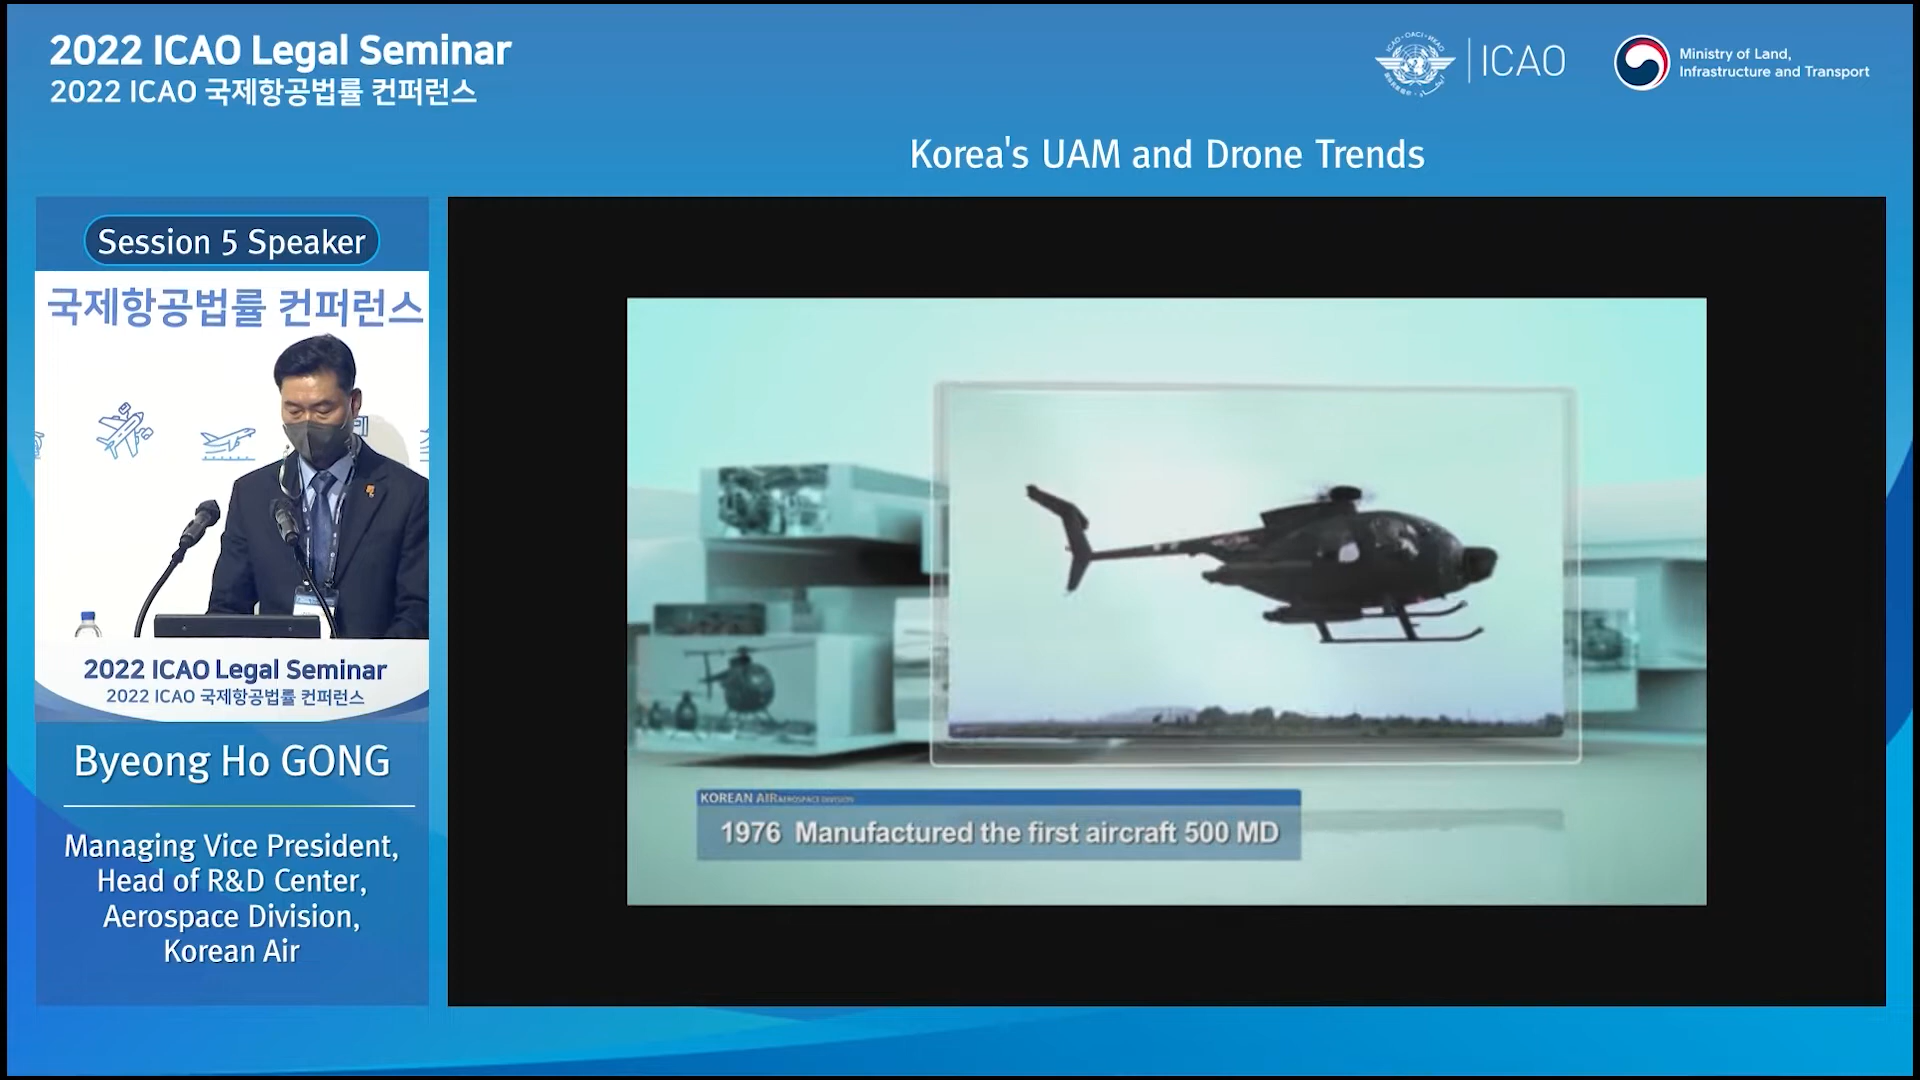 2022 ICAO Legal Seminar
2022 ICAO 국제항공법률 컨퍼런스
ICAO
Ministry of Land,
Infrastructure and Transport
Korea's UAM and Drone Trends
Session 5 Speaker
국제항공법률 컨퍼런스
2022 ICAO Legal Seminar
2022 ICAO 국제항공법률 컨퍼런스
Byeong Ho GONG
Managing Vice President,
Head of R&D Center,
Aerospace Division,
Korean Air
KOREAN AIR AEROSPACE DIVISION
1976 Manufactured the first aircraft 500 MD